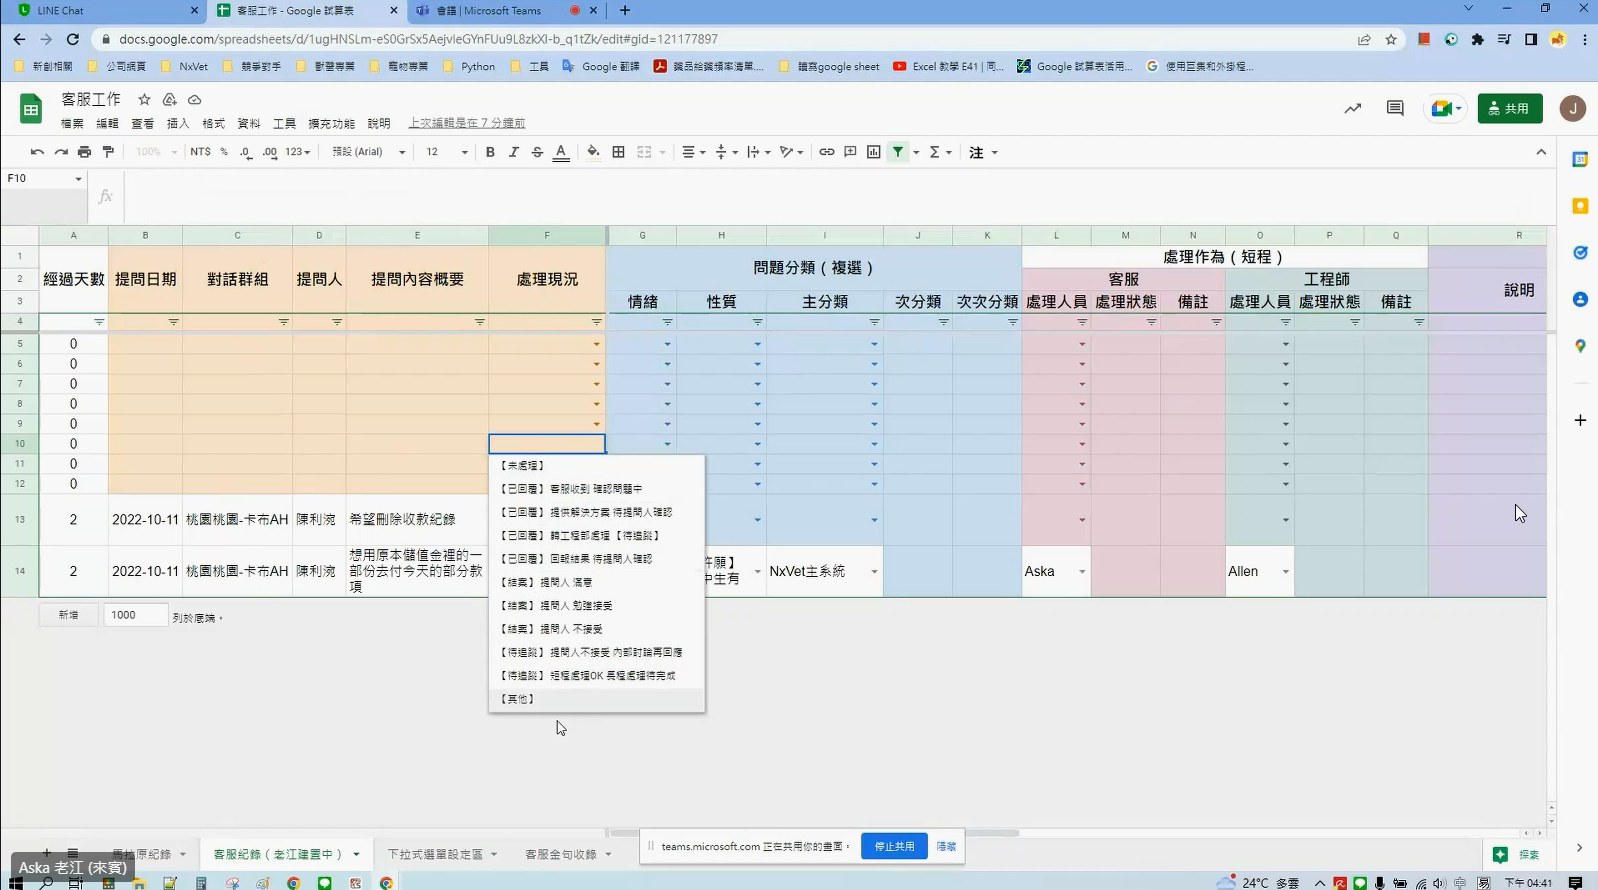 LINE Chat
客服工作 - Google 試算表
會議 | Microsoft Teams
docs.google.com/spreadsheets/d/1ugHNSLm-eS0GrSx5AejvleGYnFUu9L8zkXl-b_q1tZk/edit#gid=121177897
新創相關
公司網頁
NxVet
競爭對手
獸醫專業
寵物專業
Python
工具
Google 翻譯
藥品給藥頻率清單....
讀寫google sheet
Excel 教學 E41 | 同...
Google 試算表活用...
使用巨集和外掛程...
客服工作
檔案 編輯 查看 插入 格式 資料 工具 擴充功能 說明 上次編輯是在 7 分鐘前
共用
J
100% NT$ % .0 .00 123 預設 (Arial) 12 B I S A Σ 注
F10
fx
A B C D E F G H I J K L M N O P Q R
1 處理作為（短程）
經過天數 提問日期 對話群組 提問人 提問內容概要 處理現況 問題分類（複選）
2 客服 工程師 說明
3 情緒 性質 主分類 次分類 次次分類 處理人員 處理狀態 備註 處理人員 處理狀態 備註
4
5 0
6 0
7 0
8 0
9 0
10 0
11 0
12 0
【未處理】
【已回覆】客服收到 確認問題中
【已回覆】提供解決方案 待提問人確認
【已回覆】轉工程部處理【待追蹤】
【已回覆】回報結果 待提問人確認
【結案】提問人 滿意
【結案】提問人 勉強接受
【結案】提問人 不接受
【待追蹤】提問人不接受 內部討論再回應
【待追蹤】短程處理OK 長程處理待完成
【其他】
13 2 2022-10-11 桃園桃園-卡布AH 陳利涴 希望刪除收款紀錄
14 2 2022-10-11 桃園桃園-卡布AH 陳利涴
想用原本儲值金裡的一
部份去付今天的部分款
項
許願】
中生有
NxVet主系統 Aska Allen
新增 1000 列於底端。
teams.microsoft.com 正在共用你的畫面。 停止共用 隱藏
馬拉原紀錄 客服紀錄（老江建置中） 下拉式選單設定區 客服金句收錄
探索
Aska 老江 (來賓)
24°C 多雲
中 易 下午 04:41